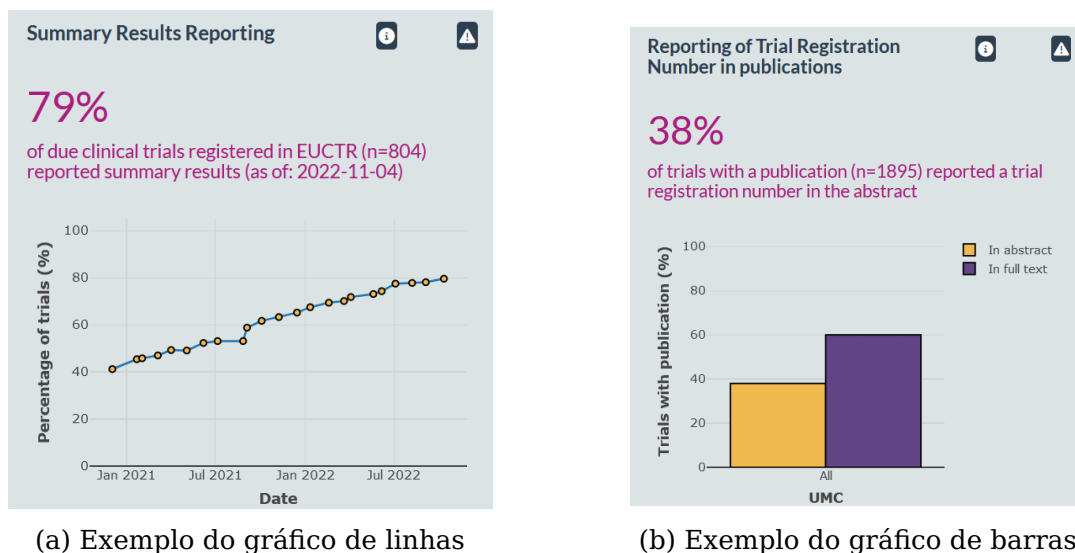 Summary Results Reporting
79%
of due clinical trials registered in EUCTR (n=804)
reported summary results (as of: 2022-11-04)
Percentage of trials (%)
100
80
60
40
20
0
Jan 2021
Jul 2021
Jan 2022
Jul 2022
Date
(a) Exemplo do gráfico de linhas
Reporting of Trial Registration
Number in publications
38%
of trials with a publication (n=1895) reported a trial
registration number in the abstract
Trials with publication (%)
100
80
60
40
20
0
All
UMC
In abstract
In full text
(b) Exemplo do gráfico de barras